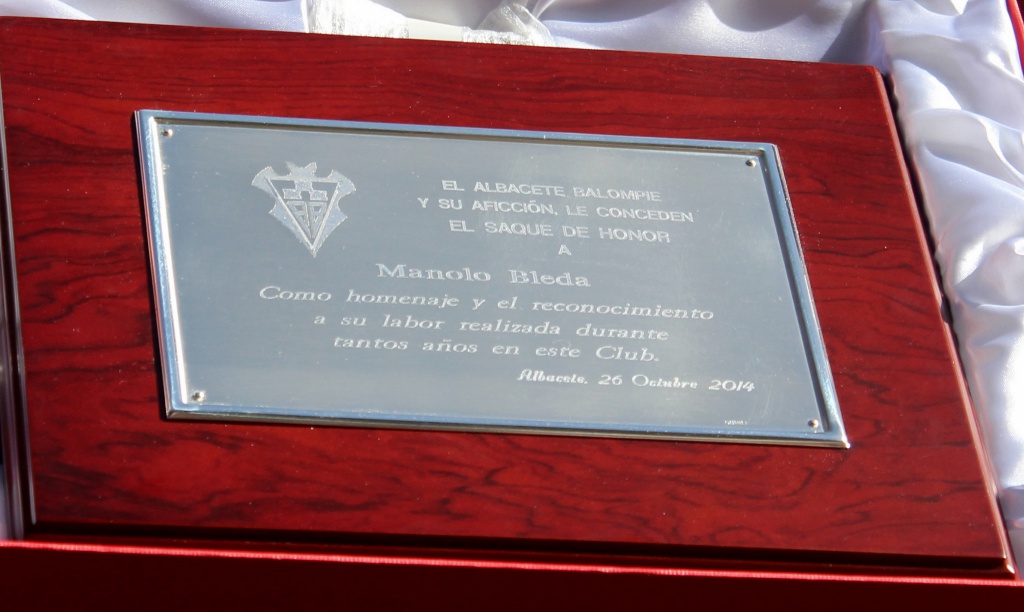 EL ALBACETE BALOMPIE
Y SU AFICCIÓN, LE CONCEDEN
EL SAQUE DE HONOR
A
Manolo Bleda
Como homenaje y el reconocimiento
a su labor realizada durante
tantos años en este Club.
Albacete, 26 Octubre 2014